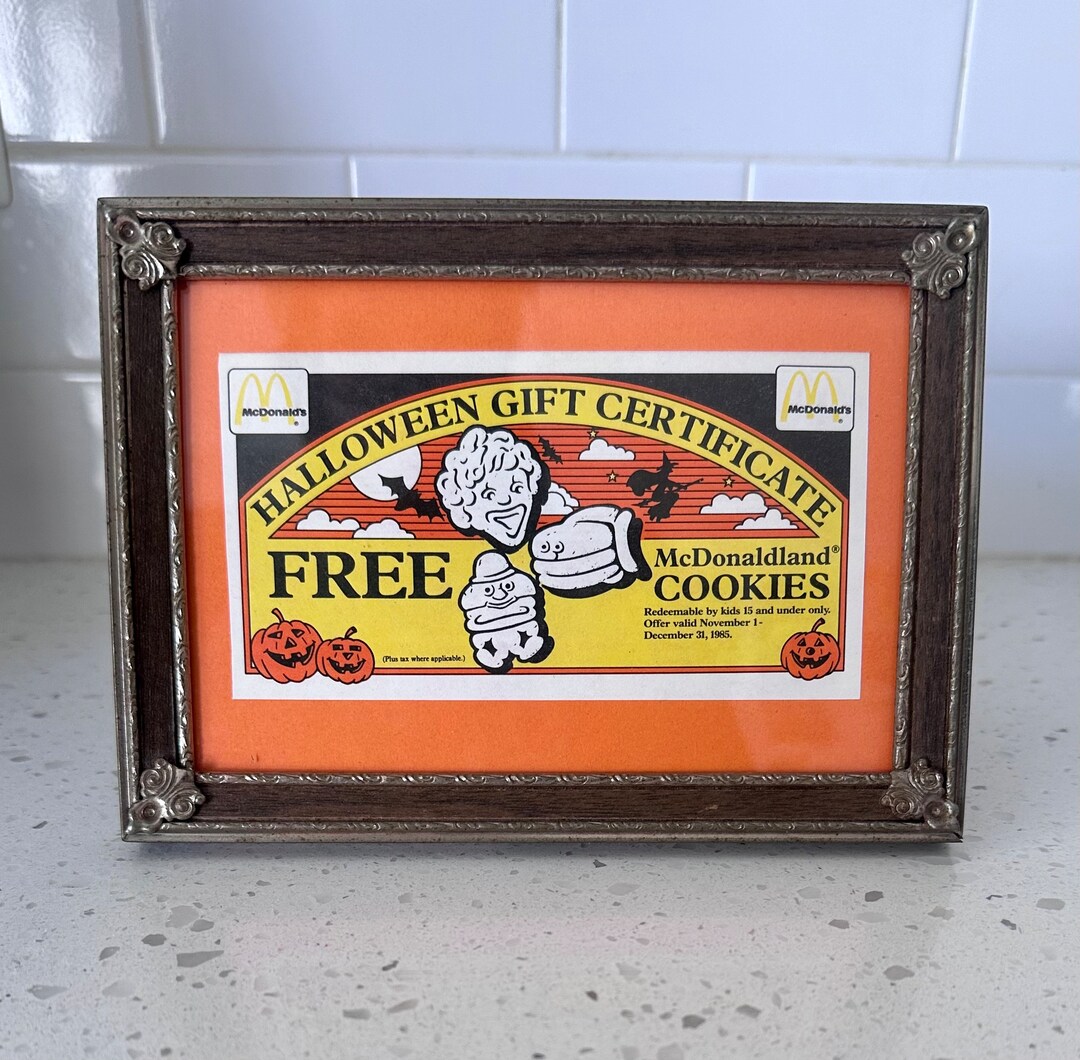 McDonald's®
McDonald's®
HALLOWEEN GIFT CERTIFICATE
FREE
McDonaldland®
COOKIES
Redeemable by kids 15 and under only.
Offer valid November 1-
December 31, 1985.
(Plus tax where applicable.)